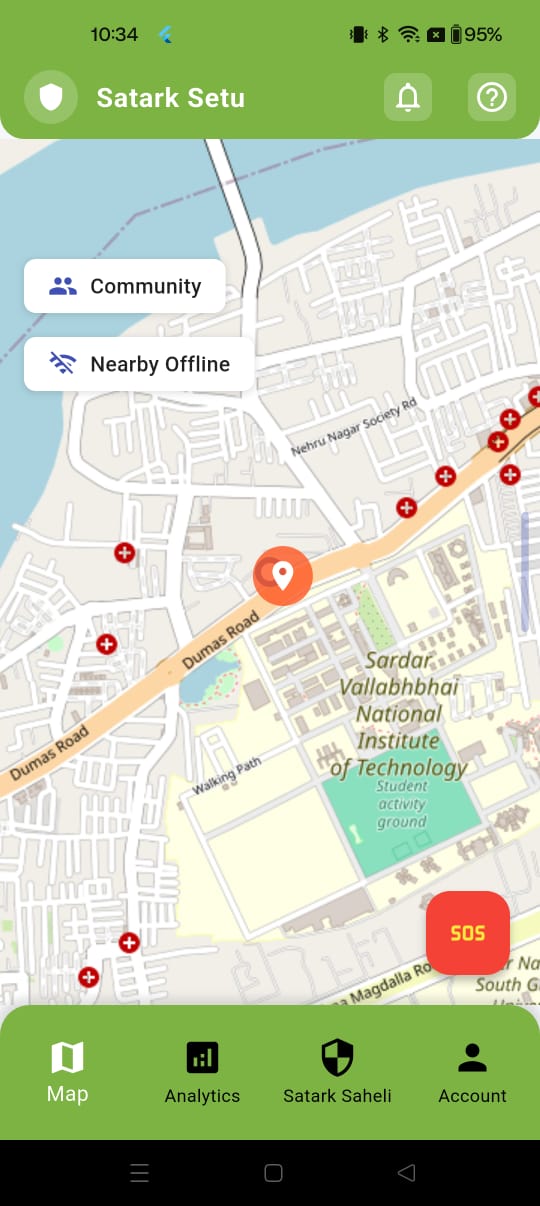 10:34
95%
Satark Setu
Community
Nearby Offline
Nehru Nagar Society Rd
Dumas Road
Sardar
Vallabhbhai
National
Institute
of Technology
Dumas Road
Walking Path
Student
activity
ground
SOS
Magdalla
South
Map
Analytics
Satark Saheli
Account